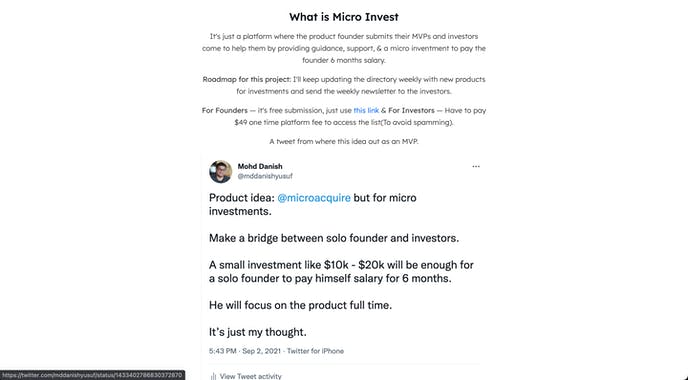 What is Micro Invest
It's just a platform where the product founder submits their MVPs and investors
come to help them by providing guidance, support, & a micro inventment to pay the
founder 6 months salary.
Roadmap for this project: I'll keep updating the directory weekly with new products
for investments and send the weekly newsletter to the investors.
For Founders — it's free submission, just use this link & For Investors — Have to pay
$49 one time platform fee to access the list(To avoid spamming).
A tweet from where this idea out as an MVP.
Mohd Danish
@mddanishyusuf
Product idea: @microacquire but for micro
investments.
Make a bridge between solo founder and investors.
A small investment like $10k - $20k will be enough for
a solo founder to pay himself salary for 6 months.
He will focus on the product full time.
It's just my thought.
5:43 PM · Sep 2, 2021 · Twitter for iPhone
View Tweet activity
https://twitter.com/mddanishyusuf/status/1433402786830372870